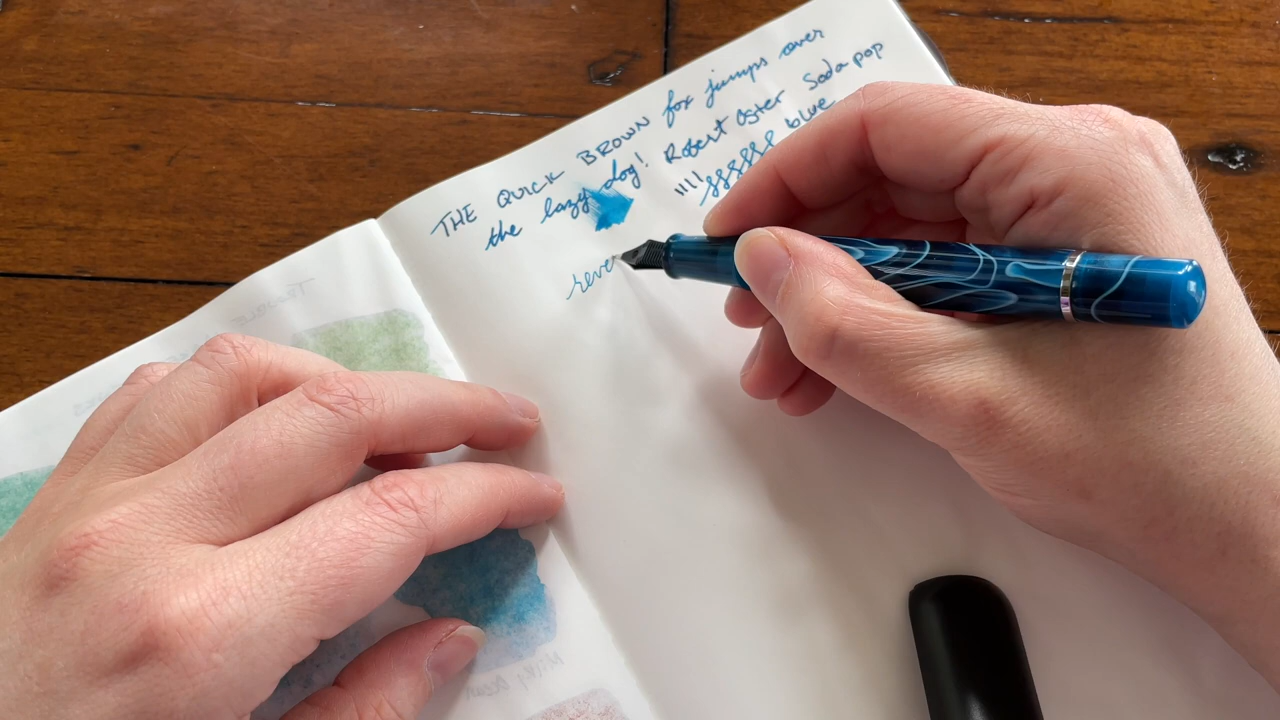 THE QUICK BROWN fox jumps over
the lazy dog! Robert Oster Soda pop
blue
reve